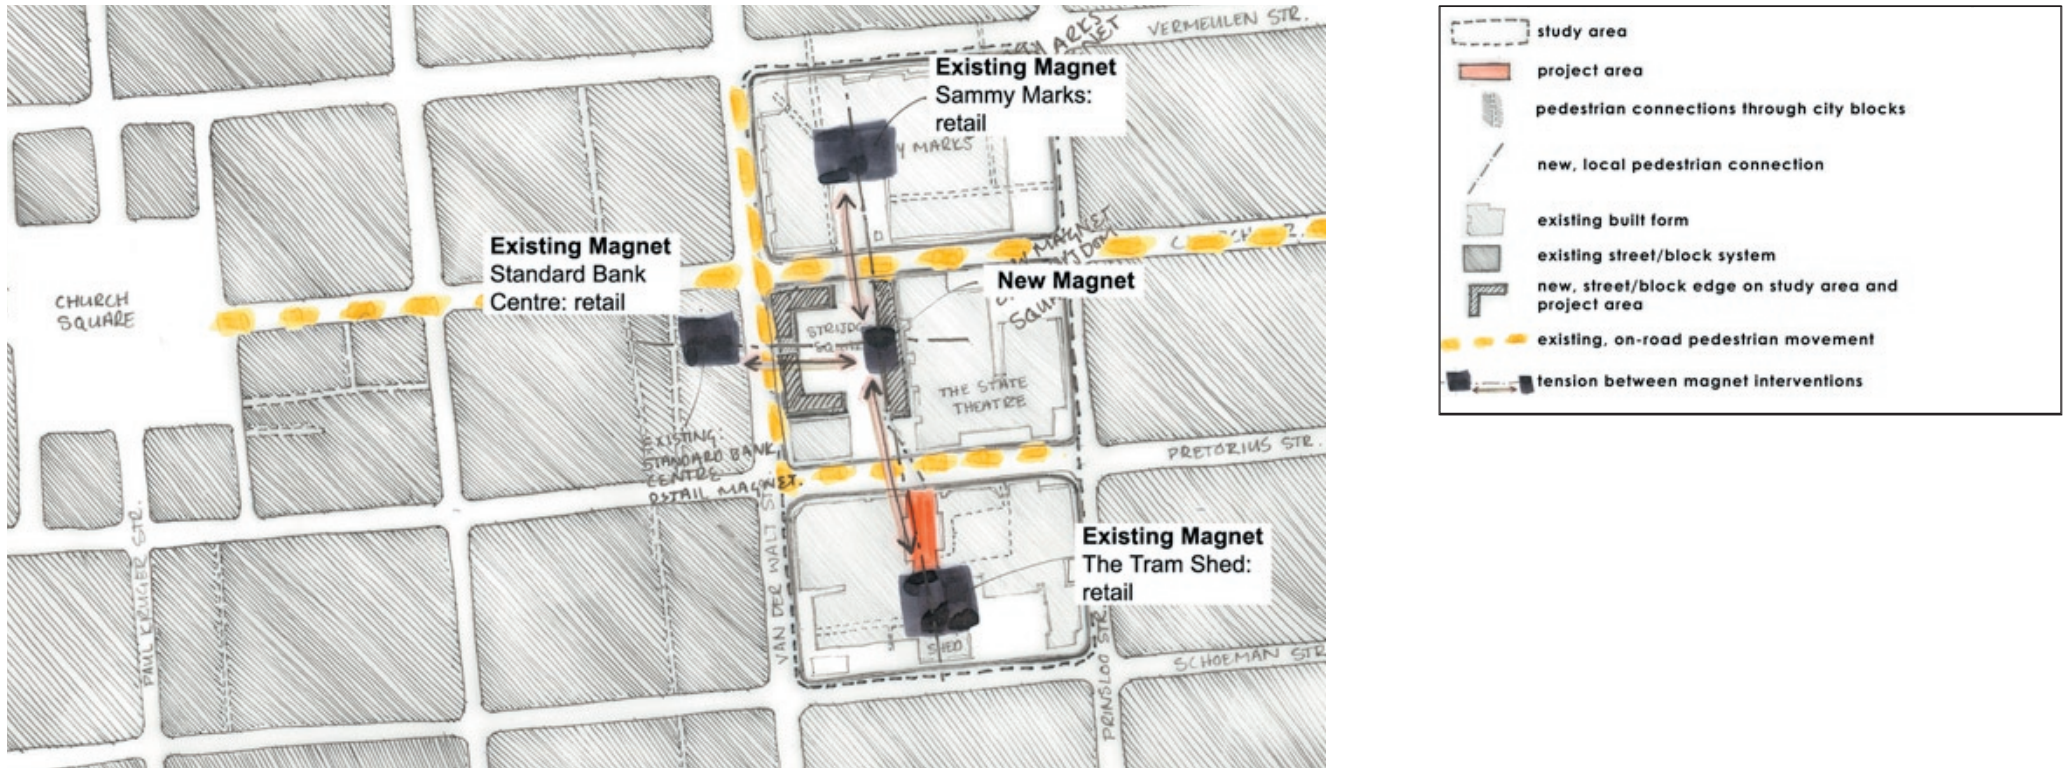 VERMEULEN STR.
Existing Magnet
Sammy Marks:
retail
Y MARKS
Existing Magnet
Standard Bank
Centre: retail
New Magnet
CHURCH
SQUARE
THE STATE
THEATRE
EXISTING:
STANDARD BANK
CENTRE
RETAIL MAGNET.
PRETORIUS STR.
Existing Magnet
The Tram Shed:
retail
SHED
PAUL KRUGER STR.
VAN DER WALT ST.
PRINSLOO STR.
SCHOEMAN STR
study area
project area
pedestrian connections through city blocks
new, local pedestrian connection
existing built form
existing street/block system
new, street/block edge on study area and
project area
existing, on-road pedestrian movement
tension between magnet interventions